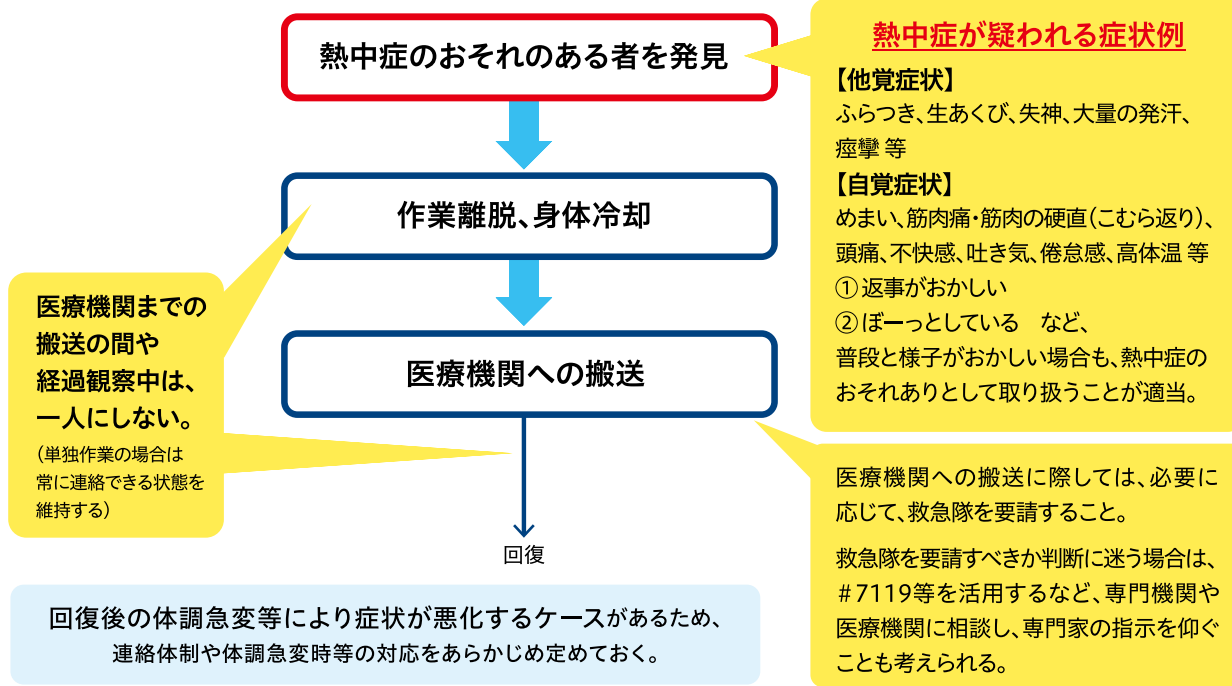 熱中症のおそれのある者を発見
熱中症が疑われる症状例
【他覚症状】
ふらつき、生あくび、失神、大量の発汗、
痙攣 等
【自覚症状】
めまい、筋肉痛・筋肉の硬直（こむら返り）、
頭痛、不快感、吐き気、倦怠感、高体温 等
① 返事がおかしい
② ぼーっとしている　など、
普段と様子がおかしい場合も、熱中症の
おそれありとして取り扱うことが適当。
作業離脱、身体冷却
医療機関までの
搬送の間や
経過観察中は、
一人にしない。
（単独作業の場合は
常に連絡できる状態を
維持する）
医療機関への搬送
医療機関への搬送に際しては、必要に
応じて、救急隊を要請すること。
救急隊を要請すべきか判断に迷う場合は、
＃7119等を活用するなど、専門機関や
医療機関に相談し、専門家の指示を仰ぐ
ことも考えられる。
回復
回復後の体調急変等により症状が悪化するケースがあるため、
連絡体制や体調急変時等の対応をあらかじめ定めておく。